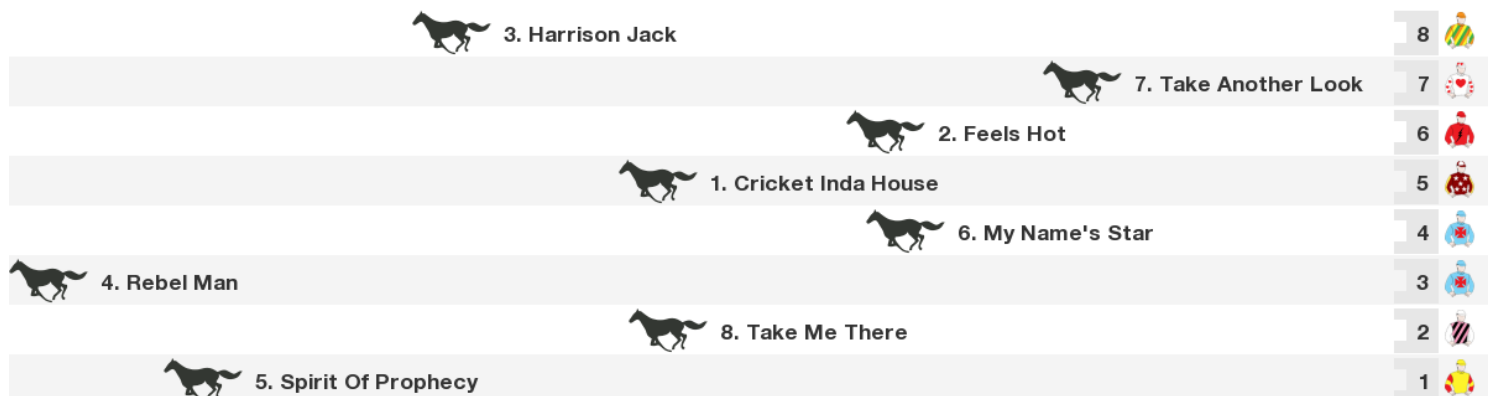 3. Harrison Jack 8
7. Take Another Look 7
2. Feels Hot 6
1. Cricket Inda House 5
6. My Name's Star 4
4. Rebel Man 3
8. Take Me There 2
5. Spirit Of Prophecy 1